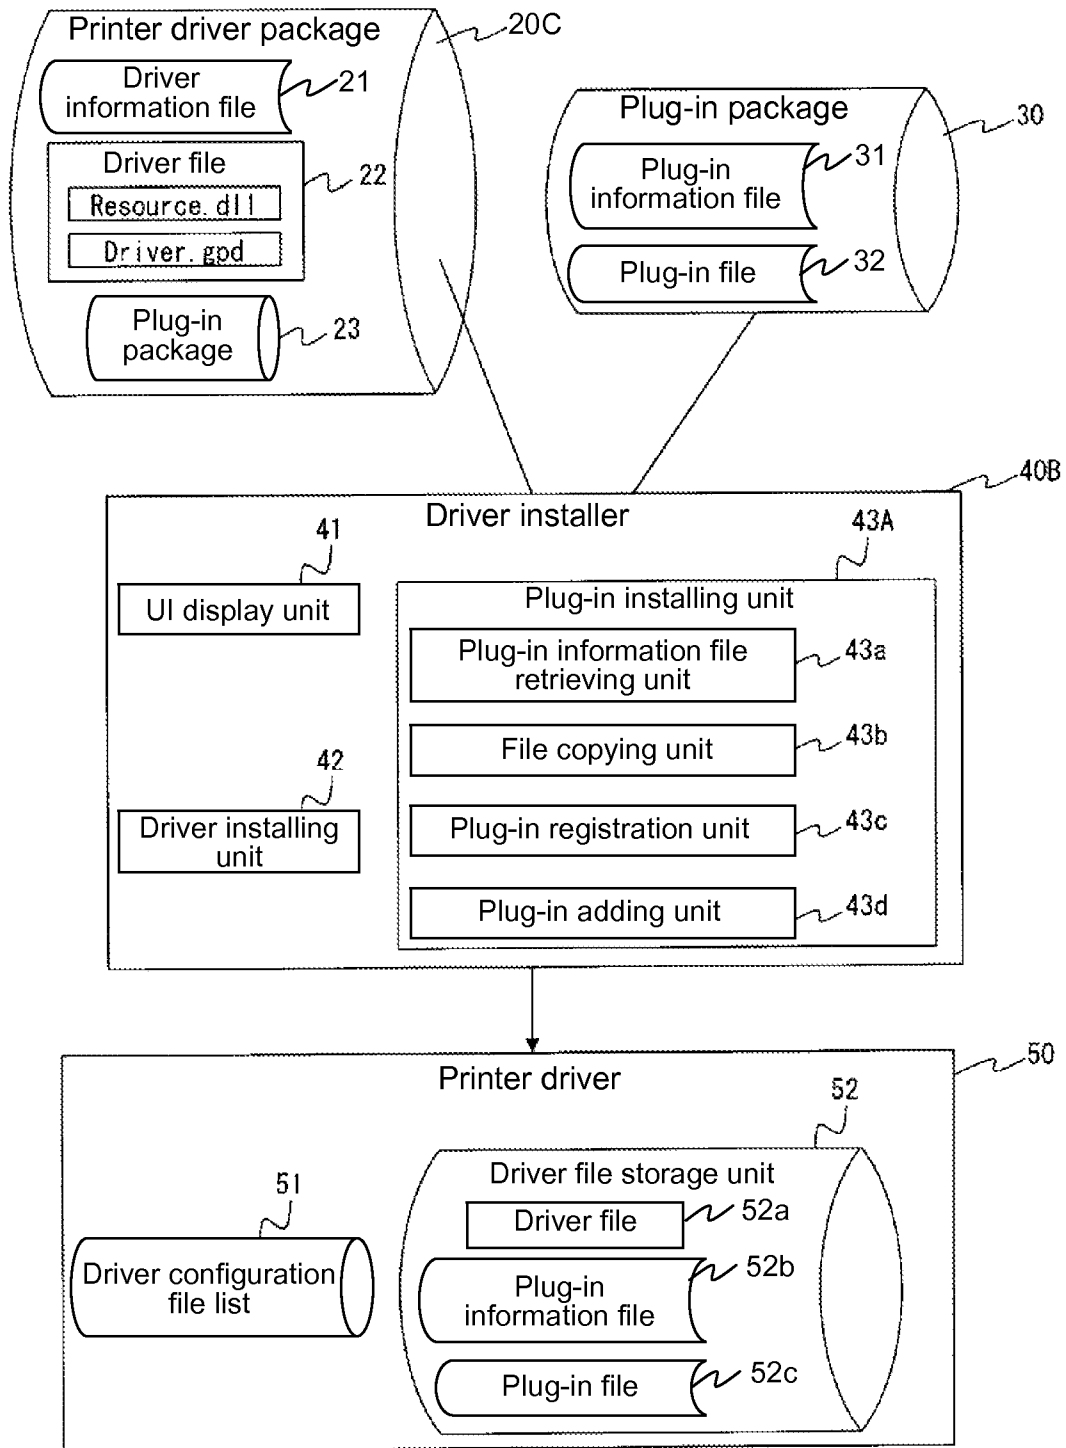 Printer driver package
20C
Driver
information file
21
Driver file
22
Resource.dll
Driver.gpd
Plug-in
package
23
Plug-in package
30
Plug-in
information file
31
Plug-in file
32
40B
Driver installer
41
UI display unit
43A
Plug-in installing unit
Plug-in information file
retrieving unit
43a
File copying unit
43b
42
Driver installing
unit
Plug-in registration unit
43c
Plug-in adding unit
43d
50
Printer driver
52
Driver file storage unit
51
Driver configuration
file list
Driver file
52a
Plug-in
information file
52b
Plug-in file
52c